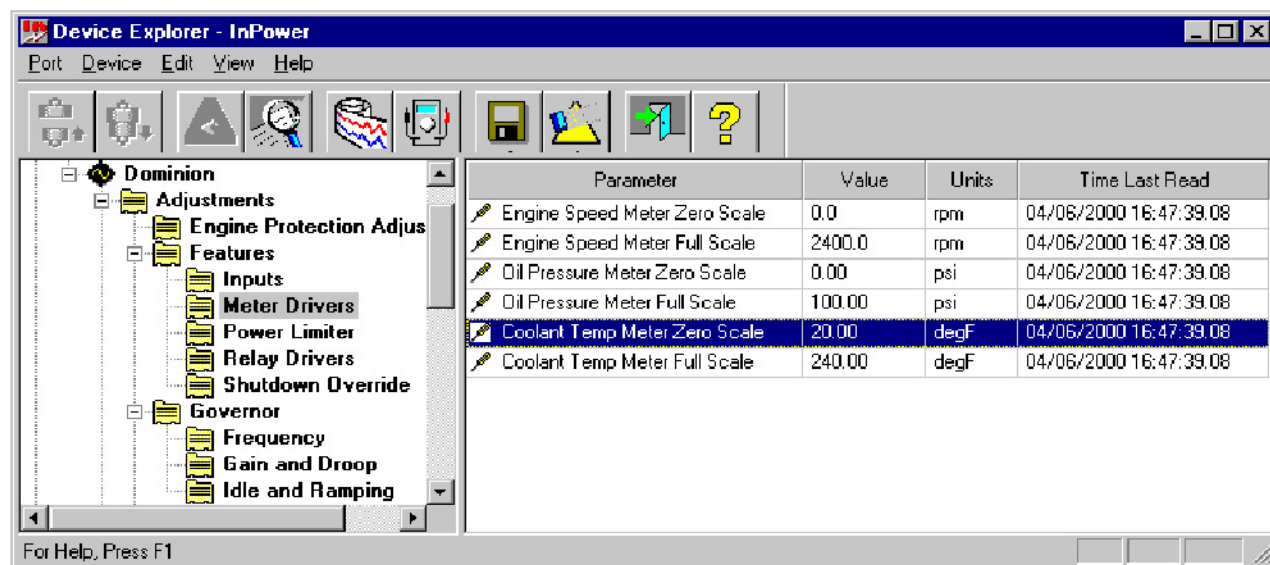 Device Explorer - InPower
Port Device Edit View Help
Dominion
Adjustments
Engine Protection Adjus
Features
Inputs
Meter Drivers
Power Limiter
Relay Drivers
Shutdown Override
Governor
Frequency
Gain and Droop
Idle and Ramping
Parameter Value Units Time Last Read
Engine Speed Meter Zero Scale 0.0 rpm 04/06/2000 16:47:39.08
Engine Speed Meter Full Scale 2400.0 rpm 04/06/2000 16:47:39.08
Oil Pressure Meter Zero Scale 0.00 psi 04/06/2000 16:47:39.08
Oil Pressure Meter Full Scale 100.00 psi 04/06/2000 16:47:39.08
Coolant Temp Meter Zero Scale 20.00 degF 04/06/2000 16:47:39.08
Coolant Temp Meter Full Scale 240.00 degF 04/06/2000 16:47:39.08
For Help, Press F1